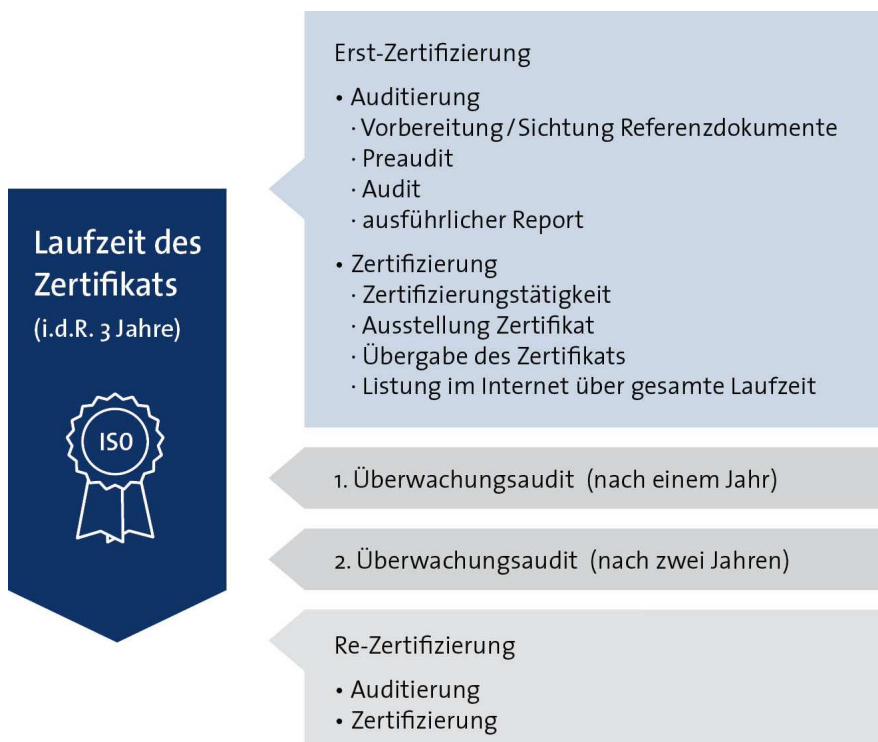 Laufzeit des
Zertifikats
(i.d.R. 3 Jahre)
ISO
Erst-Zertifizierung
• Auditierung
· Vorbereitung/Sichtung Referenzdokumente
· Preaudit
· Audit
· ausführlicher Report
• Zertifizierung
· Zertifizierungstätigkeit
· Ausstellung Zertifikat
· Übergabe des Zertifikats
· Listung im Internet über gesamte Laufzeit
1. Überwachungsaudit (nach einem Jahr)
2. Überwachungsaudit (nach zwei Jahren)
Re-Zertifizierung
• Auditierung
• Zertifizierung